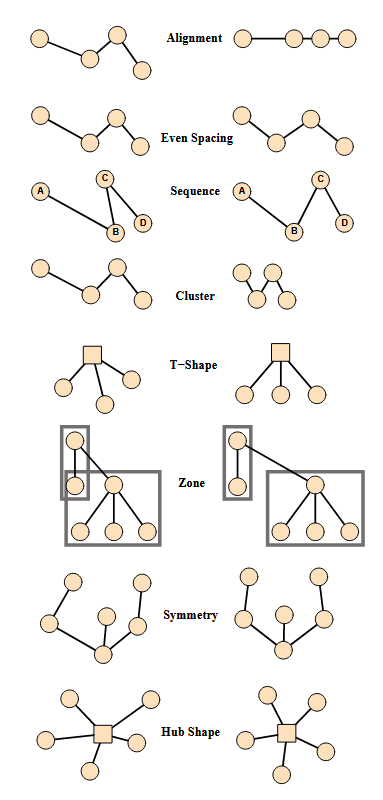 Alignment
Even Spacing
Sequence
A
C
B
D
A
C
B
D
Cluster
T-Shape
Zone
Symmetry
Hub Shape